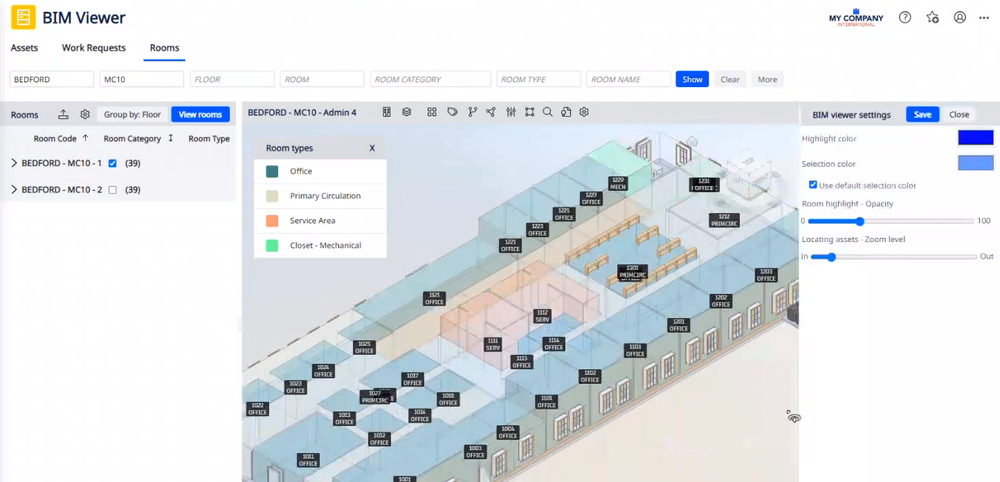 BIM Viewer
MY COMPANY
INTERNATIONAL
Assets Work Requests Rooms
BEDFORD MC10 FLOOR ROOM ROOM CATEGORY ROOM TYPE ROOM NAME Show Clear More
Rooms Group by: Floor View rooms
BEDFORD - MC10 - Admin 4
BIM viewer settings Save Close
Room Code Room Category Room Type
BEDFORD - MC10 - 1 (39)
BEDFORD - MC10 - 2 (39)
Room types X
Office
Primary Circulation
Service Area
Closet - Mechanical
Highlight color
Selection color
Use default selection color
Room highlight - Opacity
0 100
Locating assets - Zoom level
In Out
1229
MECH
1231
OFFICE
1227
OFFICE
1225
OFFICE
1212
PRIMCIRC
OFFICE
1221
OFFICE
1301
PRIMCIRC
1203
OFFICE
1121
OFFICE
1202
OFFICE
1112
SERV
1201
OFFICE
1131
SERV
1114
OFFICE
1025
OFFICE
1103
OFFICE
1113
OFFICE
1024
OFFICE
1017
OFFICE
1102
OFFICE
1023
OFFICE
PRIMCIRC
OFFICE
1022
OFFICE
1101
OFFICE
1013
OFFICE
1014
OFFICE
1012
OFFICE
1004
OFFICE
1011
OFFICE
1003
OFFICE
1001